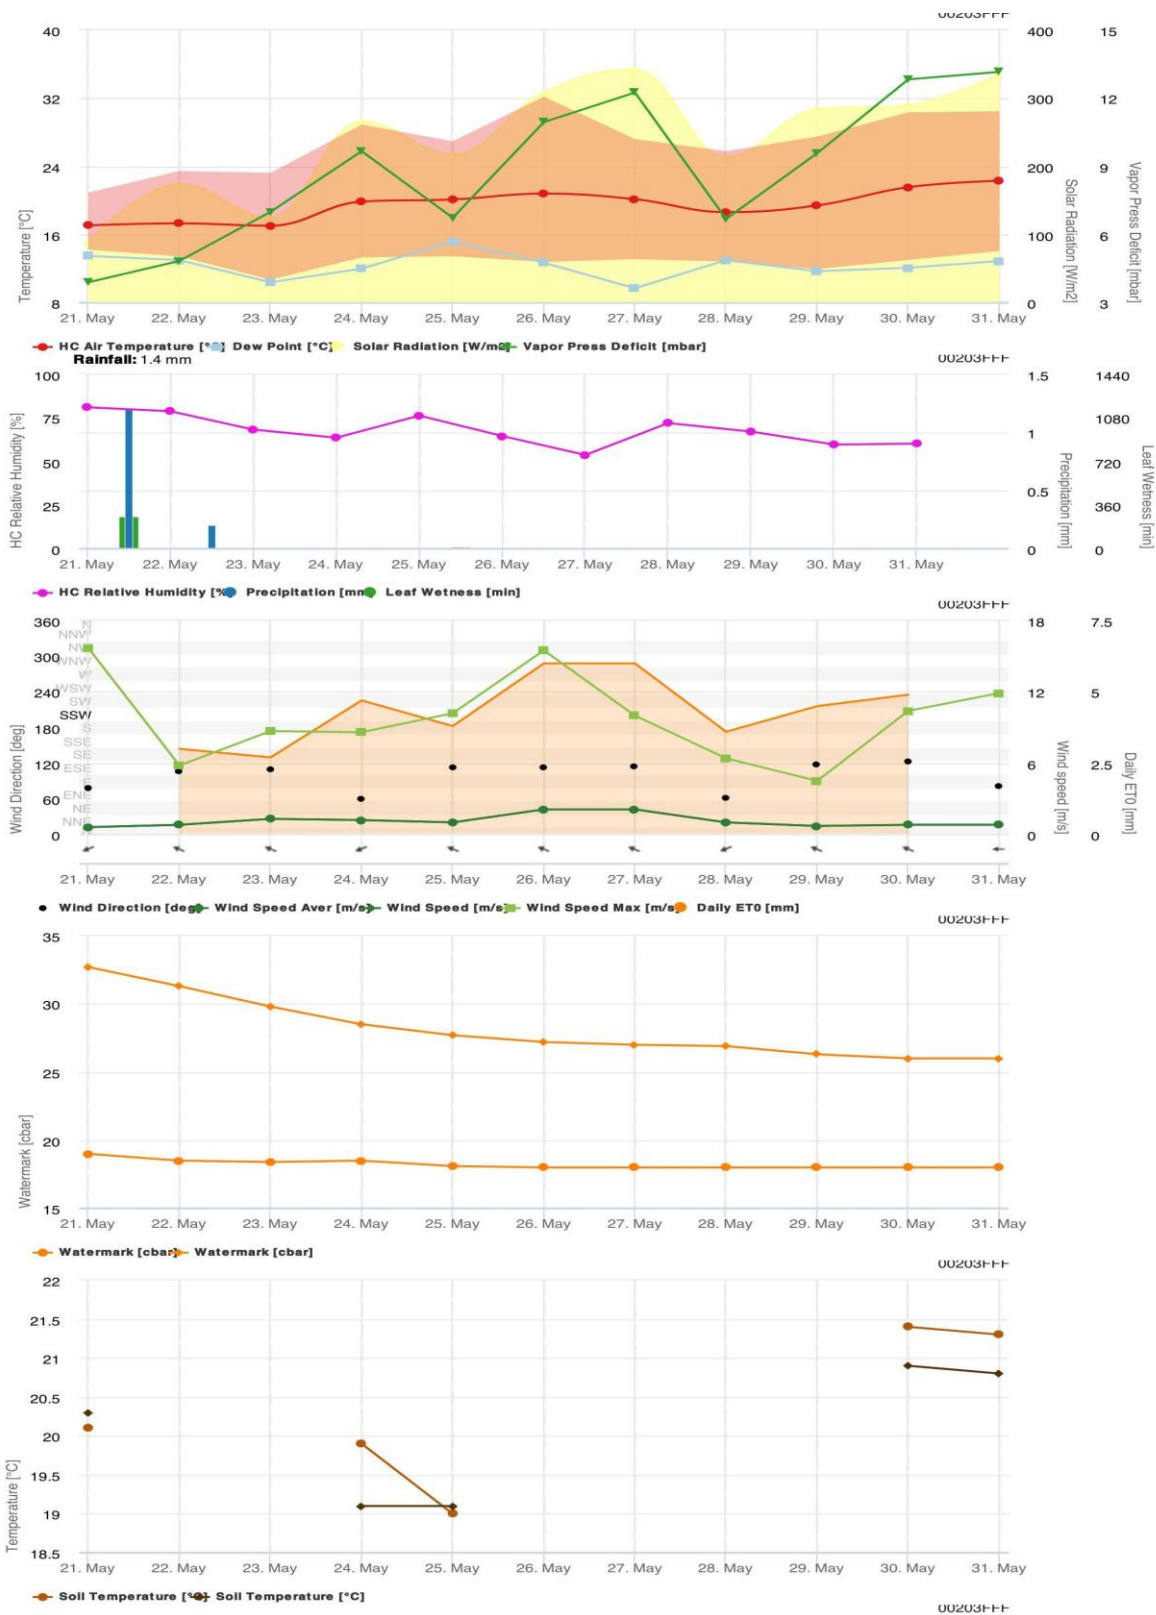 00203FFF
40 400 15
32 300 12
24 200 9
16 100 6
8 0 3
Temperature [°C]
Solar Radiation [W/m2]
Vapor Press Deficit [mbar]
21. May 22. May 23. May 24. May 25. May 26. May 27. May 28. May 29. May 30. May 31. May
HC Air Temperature [°C] Dew Point [°C] Solar Radiation [W/m2] Vapor Press Deficit [mbar]
Rainfall: 1.4 mm
00203FFF
100 1.5 1440
75 1 1080
50 720
25 0.5 360
0 0 0
HC Relative Humidity [%]
Precipitation [mm]
Leaf Wetness [min]
21. May 22. May 23. May 24. May 25. May 26. May 27. May 28. May 29. May 30. May 31. May
HC Relative Humidity [% Precipitation [mm Leaf Wetness [min]
00203FFF
360 18 7.5
300
240 12 5
180
120 6 2.5
60
0 0 0
N
NNW
NW
WNW
W
WSW
SW
SSW
S
SSE
SE
ESE
ENE
NE
NNE
Wind Direction [deg]
Wind speed [m/s]
Daily ET0 [mm]
21. May 22. May 23. May 24. May 25. May 26. May 27. May 28. May 29. May 30. May 31. May
Wind Direction [deg] Wind Speed Aver [m/s] Wind Speed [m/s] Wind Speed Max [m/s] Daily ET0 [mm]
00203FFF
35
30
25
20
15
Watermark [cbar]
21. May 22. May 23. May 24. May 25. May 26. May 27. May 28. May 29. May 30. May 31. May
Watermark [cbar] Watermark [cbar]
00203FFF
22
21.5
21
20.5
20
19.5
19
18.5
Temperature [°C]
21. May 22. May 23. May 24. May 25. May 26. May 27. May 28. May 29. May 30. May 31. May
Soil Temperature [°C] Soil Temperature [°C]
00203FFF